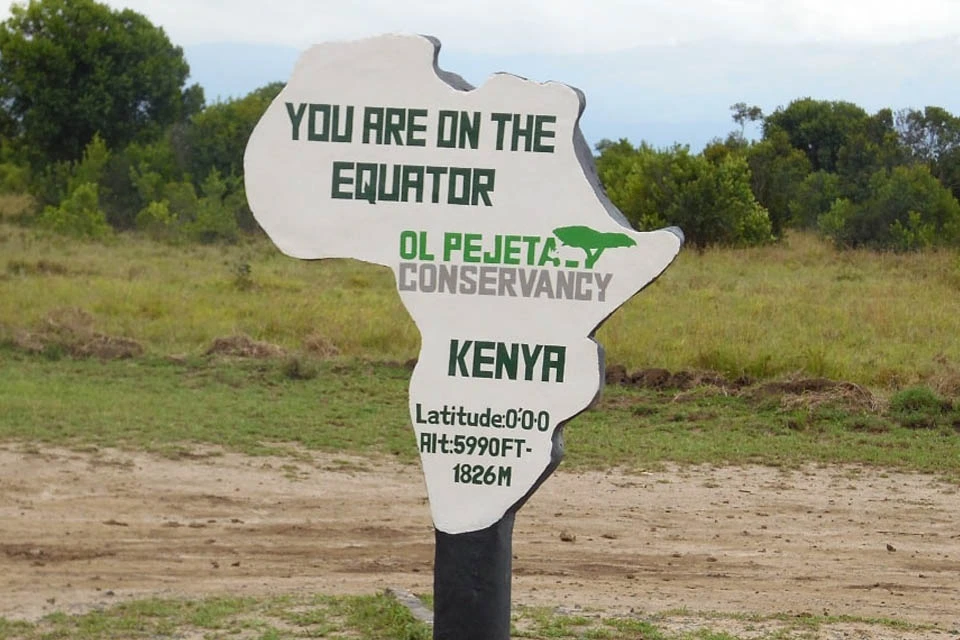 YOU ARE ON THE
EQUATOR
OL PEJETA
CONSERVANCY
KENYA
Latitude:0'0·0
Alt:5990FT-
1826M